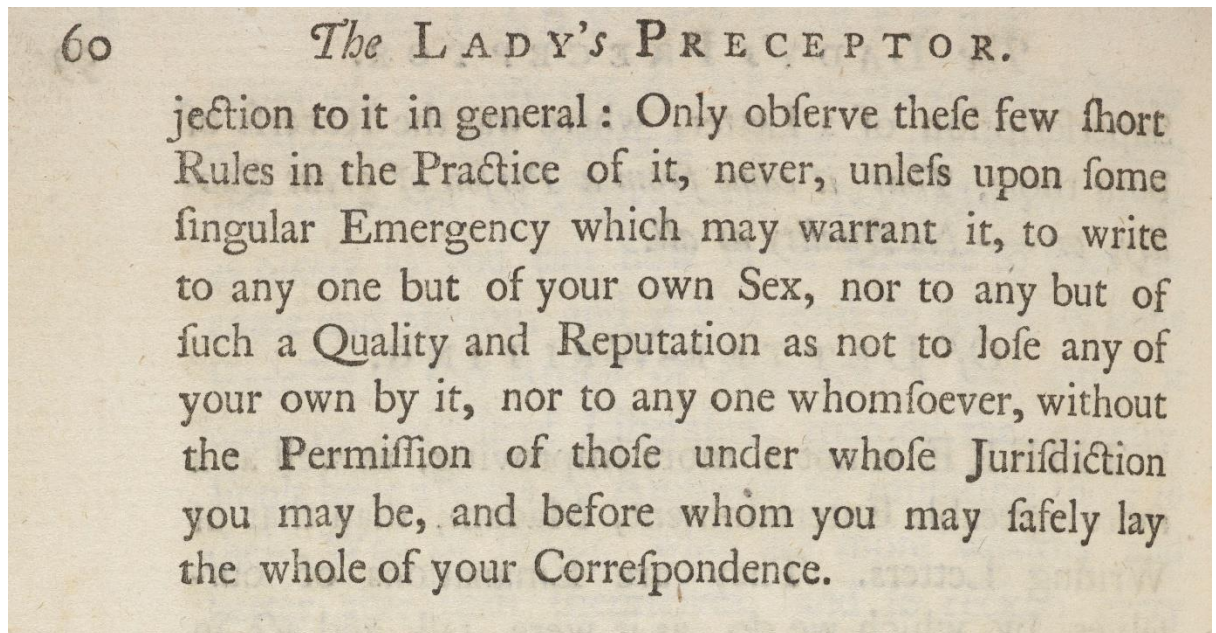 60 The LADY's PRECEPTOR.
jection to it in general : Only obſerve theſe few ſhort
Rules in the Practice of it, never, unleſs upon ſome
ſingular Emergency which may warrant it, to write
to any one but of your own Sex, nor to any but of
ſuch a Quality and Reputation as not to loſe any of
your own by it, nor to any one whomſoever, without
the Permiſſion of thoſe under whoſe Juriſdiction
you may be, and before whom you may ſafely lay
the whole of your Correſpondence.